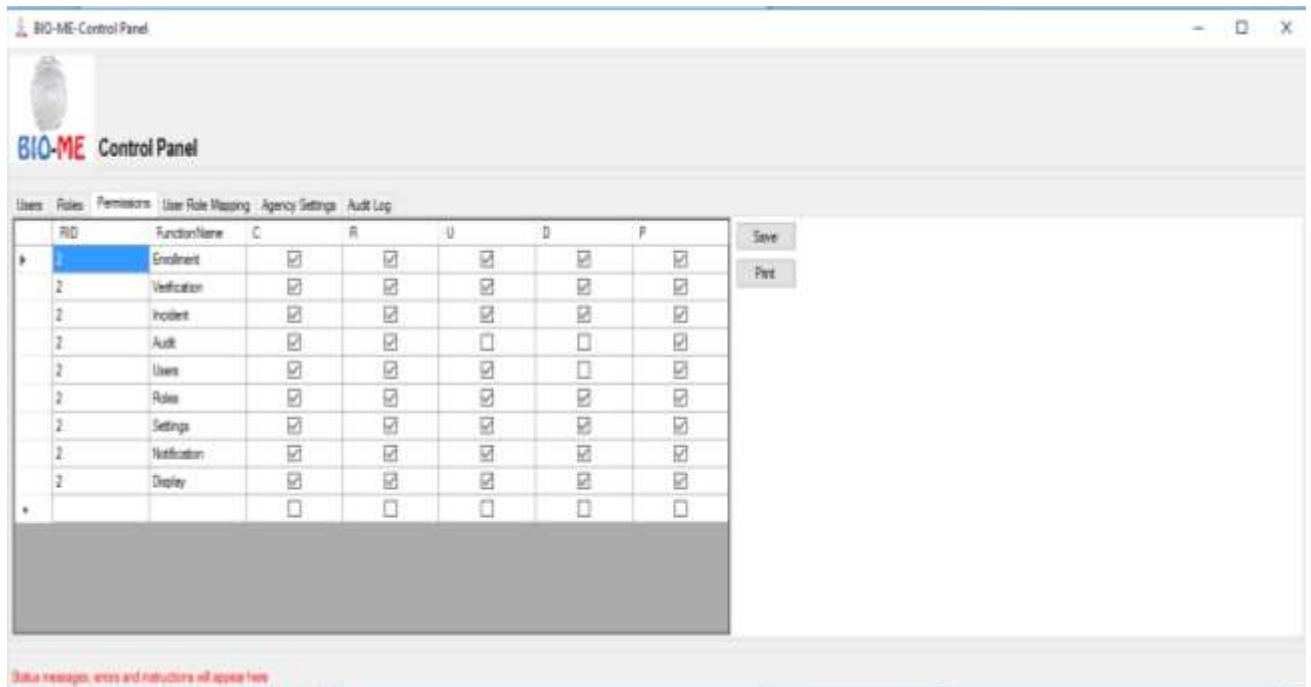 BIO-ME-Control Panel
BIO-ME Control Panel
Users Roles Permissions User Role Mapping Agency Settings Audit Log
RID FunctionName C R U D P
2 Enrollment
2 Verification
2 Incident
2 Audit
2 Users
2 Roles
2 Settings
2 Notification
2 Display
Save
Print
Status messages, errors and instructions will appear here